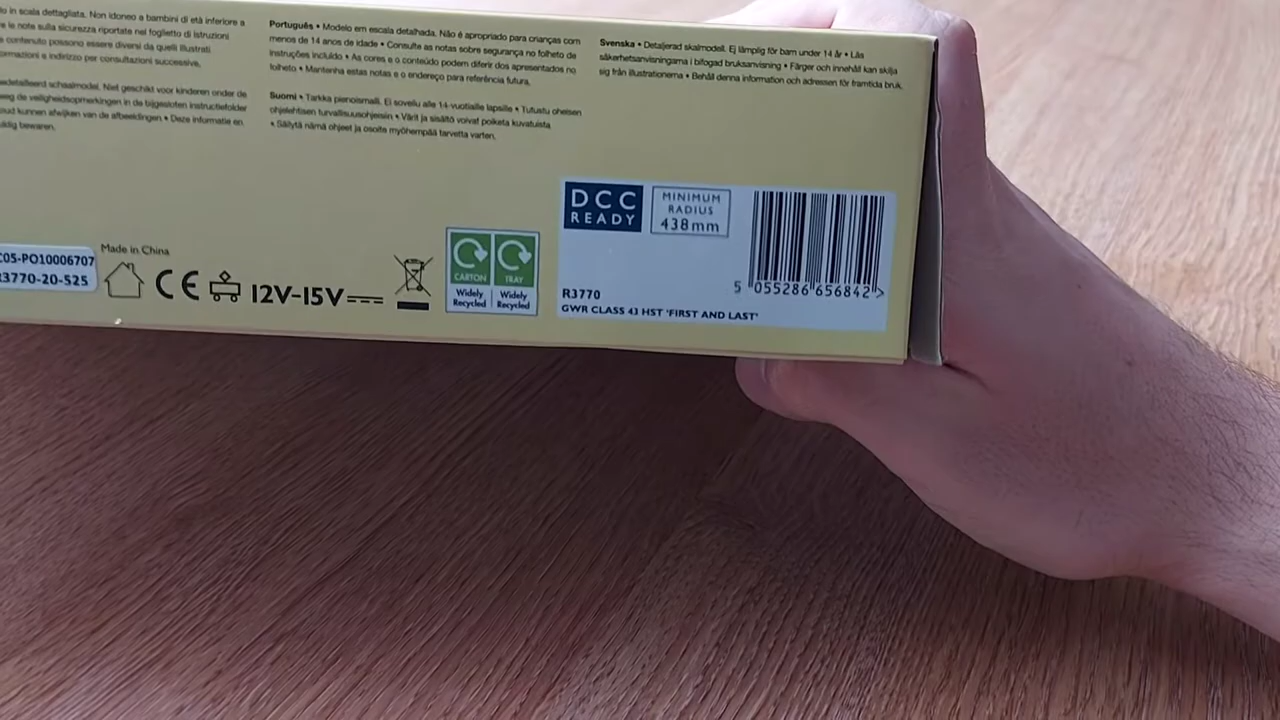 lo in scala dettagliata. Non idoneo a bambini di età inferiore a
le note sulla sicurezza riportate nel foglietto di istruzioni
contenuto possono essere diversi da quelli illustrati
indirizzo per consultazioni successive.
schaalmodel. Niet geschikt voor kinderen onder de
de veiligheidsopmerkingen in de bijgesloten instructiefolder
kunnen afwijken van de afbeeldingen • Deze informatie en
bewaren.
Português • Modelo em escala detalhada. Não é apropriado para crianças com
menos de 14 anos de idade • Consulte as notas sobre segurança no folheto de
instruções incluído • As cores e o conteúdo podem diferir dos apresentados no
folheto • Mantenha estas notas e o endereço para referência futura.
Suomi • Tarkka pienoismalli. Ei sovellu alle 14-vuotiaille lapsille • Tutustu oheisen
ohjelehtisen turvallisuusohjeisiin • Värit ja sisältö voivat poiketa kuvatuista
• Säilytä nämä ohjeet ja osoite myöhempää tarvetta varten.
Svenska • Detaljerad skalmodell. Ej lämplig för barn under 14 år • Läs
säkerhetsanvisningarna i bifogad bruksanvisning • Färger och innehåll kan skilja
sig från illustrationerna • Behåll denna information och adressen för framtida bruk.
DCC
READY
MINIMUM
RADIUS
438mm
5 055286 656842 >
R3770
GWR CLASS 43 HST 'FIRST AND LAST'
C05-PO10006707
R3770-20-525
Made in China
CE
12V-15V
CARTON
Widely
Recycled
TRAY
Widely
Recycled